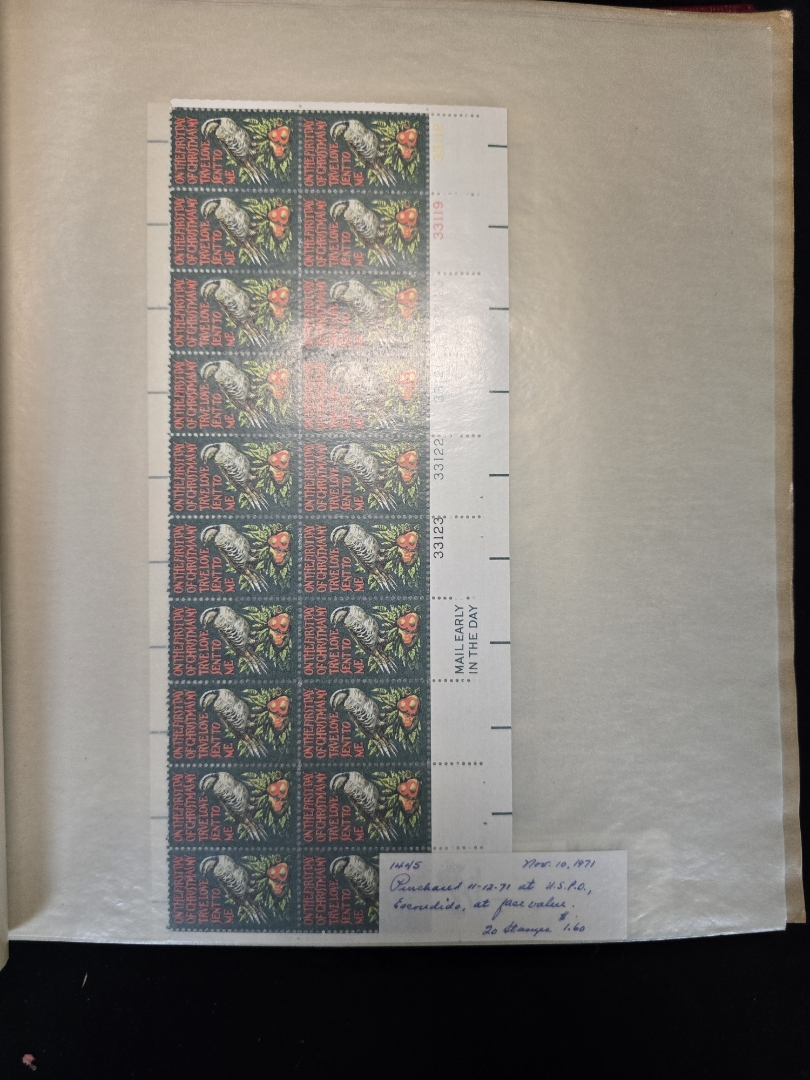 ON THE FIRST DAY
OF CHRISTMAS MY
TRVE LOVE
SENT TO
ME
33119
33122
33123
MAIL EARLY
IN THE DAY
1445 Nov. 10, 1971
Purchased 11-12-71 at U.S.P.O.,
Escondido, at face value.
$
20 Stamps 1.60